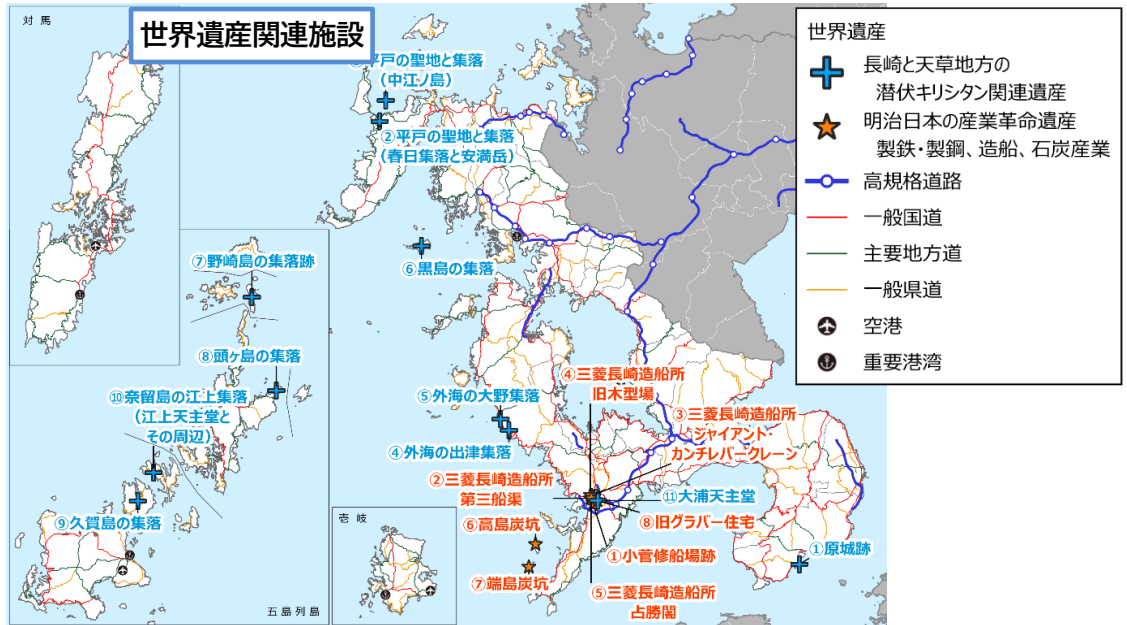 対馬
世界遺産関連施設
平戸の聖地と集落
(中江ノ島)
②平戸の聖地と集落
(春日集落と安満岳)
⑥黒島の集落
⑦野崎島の集落跡
⑧頭ヶ島の集落
⑩奈留島の江上集落
(江上天主堂と
その周辺)
⑨久賀島の集落
五島列島
壱岐
⑤外海の大野集落
④外海の出津集落
④三菱長崎造船所
旧木型場
③三菱長崎造船所
ジャイアント・
カンチレバークレーン
②三菱長崎造船所
第三船渠
⑪大浦天主堂
⑧旧グラバー住宅
⑥高島炭坑
①小菅修船場跡
⑦端島炭坑
⑤三菱長崎造船所
占勝閣
①原城跡
世界遺産
長崎と天草地方の
潜伏キリシタン関連遺産
明治日本の産業革命遺産
製鉄・製鋼、造船、石炭産業
高規格道路
一般国道
主要地方道
一般県道
空港
重要港湾